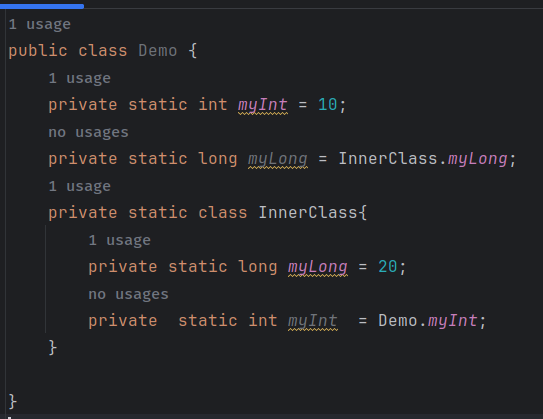 1 usage
public class Demo {
1 usage
private static int myInt = 10;
no usages
private static long myLong = InnerClass.myLong;
1 usage
private static class InnerClass{
1 usage
private static long myLong = 20;
no usages
private  static int myInt  = Demo.myInt;
}
}